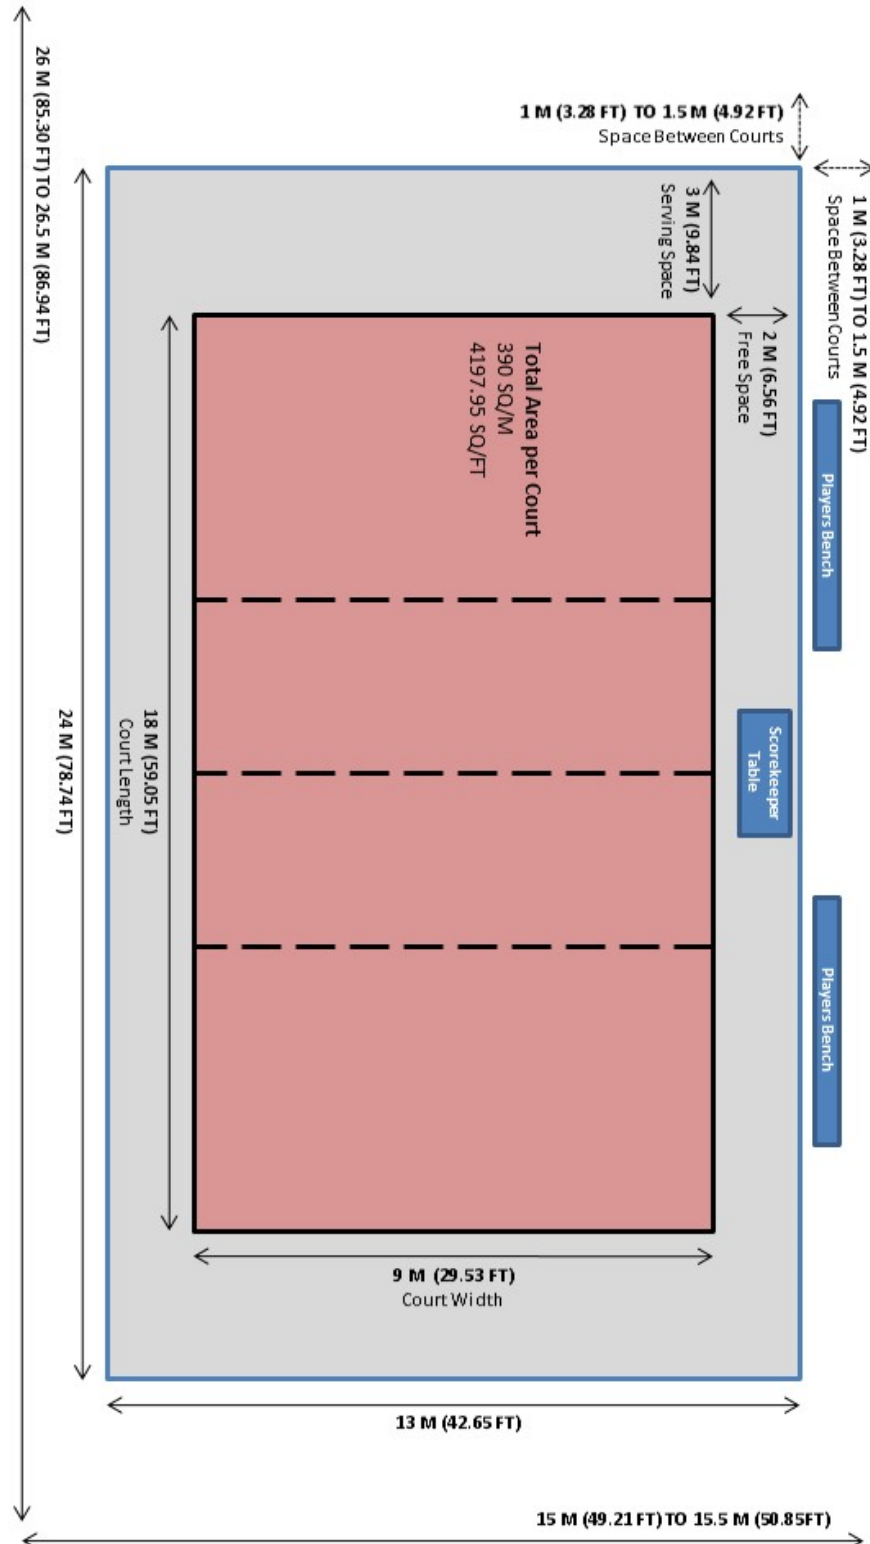 26 M (85.30 FT) TO 26.5 M (86.94 FT)
1 M (3.28 FT) TO 1.5 M (4.92 FT)
Space Between Courts
1 M (3.28 FT) TO 1.5 M (4.92 FT)
Space Between Courts
3 M (9.84 FT)
Serving Space
2 M (6.56 FT)
Free Space
Total Area per Court
390 SQ/M
4197.95 SQ/FT
Players Bench
Scorekeeper
Table
Players Bench
18 M (59.05 FT)
Court Length
24 M (78.74 FT)
9 M (29.53 FT)
Court Width
13 M (42.65 FT)
15 M (49.21 FT) TO 15.5 M (50.85FT)